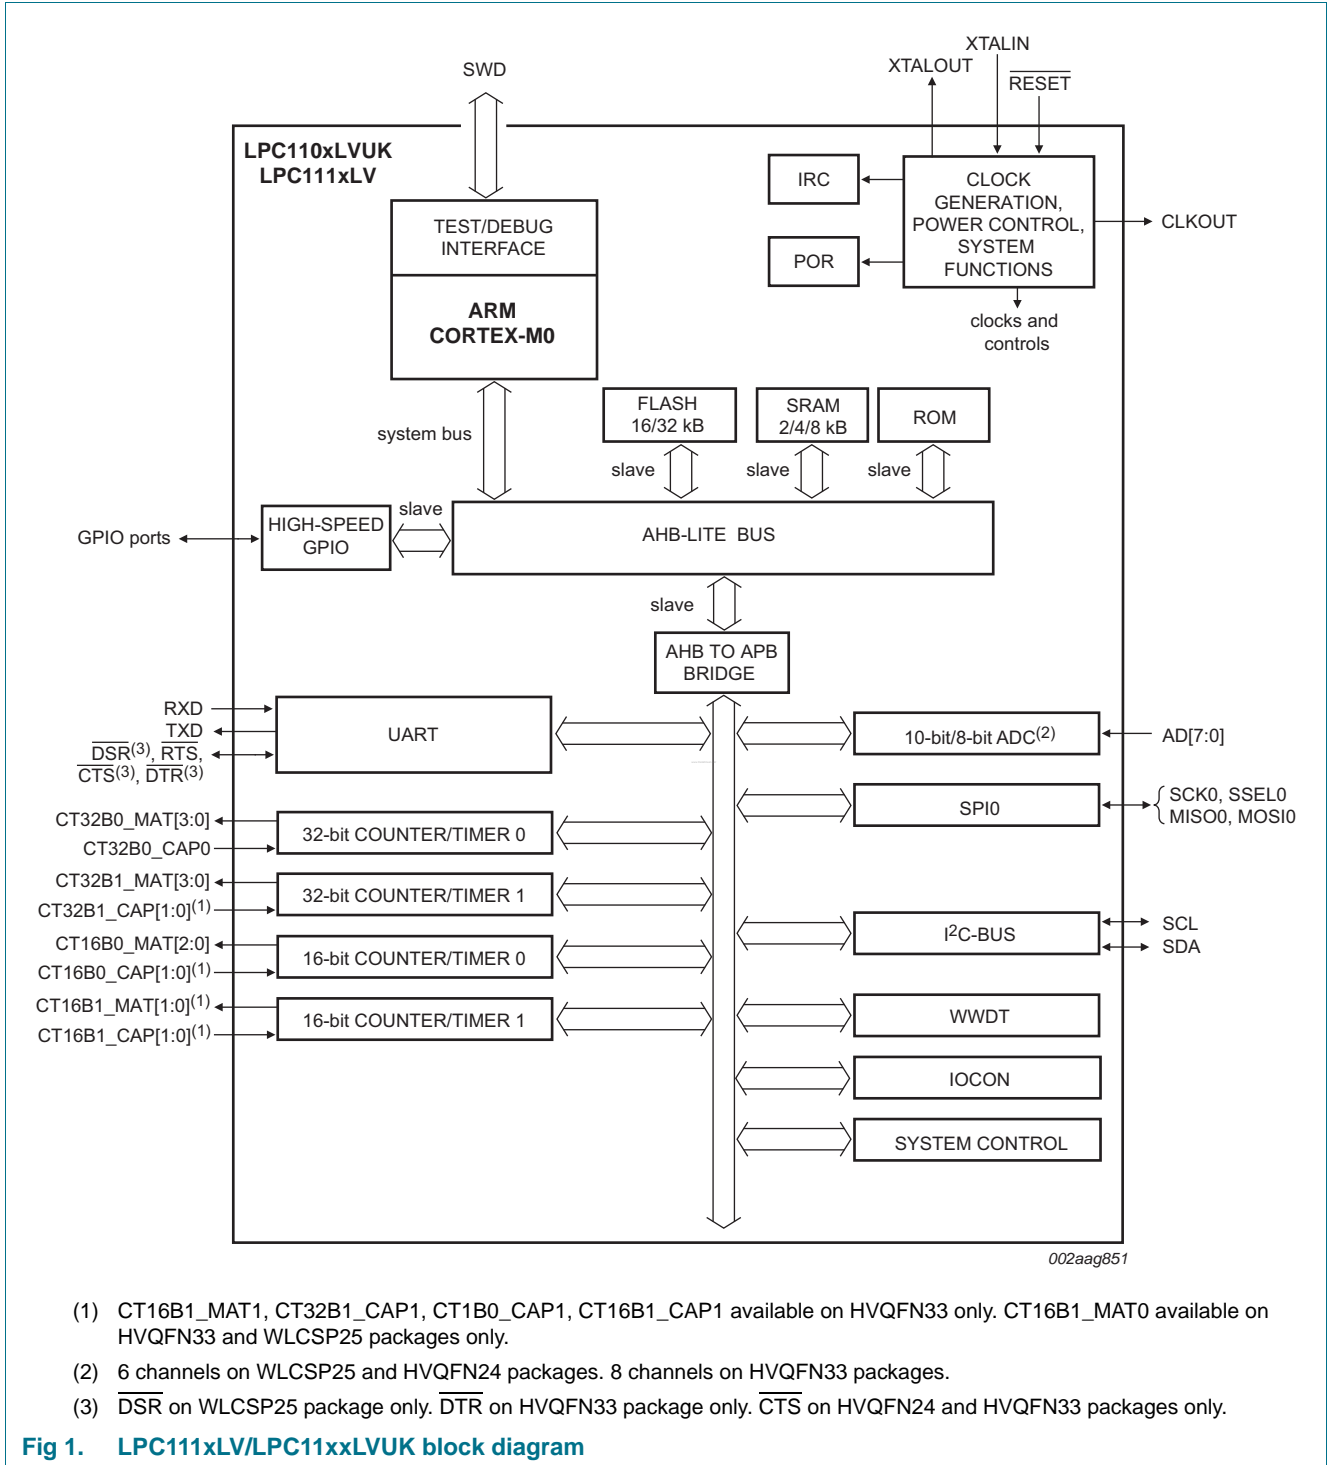 XTALIN
XTALOUT
SWD
RESET
LPC110xLVUK
LPC111xLV
IRC
CLOCK
GENERATION,
POWER CONTROL,
SYSTEM
FUNCTIONS
CLKOUT
TEST/DEBUG
INTERFACE
POR
ARM
CORTEX-M0
clocks and
controls
FLASH
16/32 kB
SRAM
2/4/8 kB
ROM
system bus
slave
slave
slave
slave
GPIO ports
HIGH-SPEED
GPIO
AHB-LITE BUS
slave
AHB TO APB
BRIDGE
RXD
TXD
DSR(3), RTS,
CTS(3), DTR(3)
UART
10-bit/8-bit ADC(2)
AD[7:0]
SPI0
SCK0, SSEL0
MISO0, MOSI0
CT32B0_MAT[3:0]
CT32B0_CAP0
32-bit COUNTER/TIMER 0
CT32B1_MAT[3:0]
CT32B1_CAP[1:0](1)
32-bit COUNTER/TIMER 1
I2C-BUS
SCL
SDA
CT16B0_MAT[2:0]
CT16B0_CAP[1:0](1)
16-bit COUNTER/TIMER 0
CT16B1_MAT[1:0](1)
CT16B1_CAP[1:0](1)
16-bit COUNTER/TIMER 1
WWDT
IOCON
SYSTEM CONTROL
002aag851
(1) CT16B1_MAT1, CT32B1_CAP1, CT1B0_CAP1, CT16B1_CAP1 available on HVQFN33 only. CT16B1_MAT0 available on
HVQFN33 and WLCSP25 packages only.
(2) 6 channels on WLCSP25 and HVQFN24 packages. 8 channels on HVQFN33 packages.
(3) DSR on WLCSP25 package only. DTR on HVQFN33 package only. CTS on HVQFN24 and HVQFN33 packages only.
Fig 1. LPC111xLV/LPC11xxLVUK block diagram